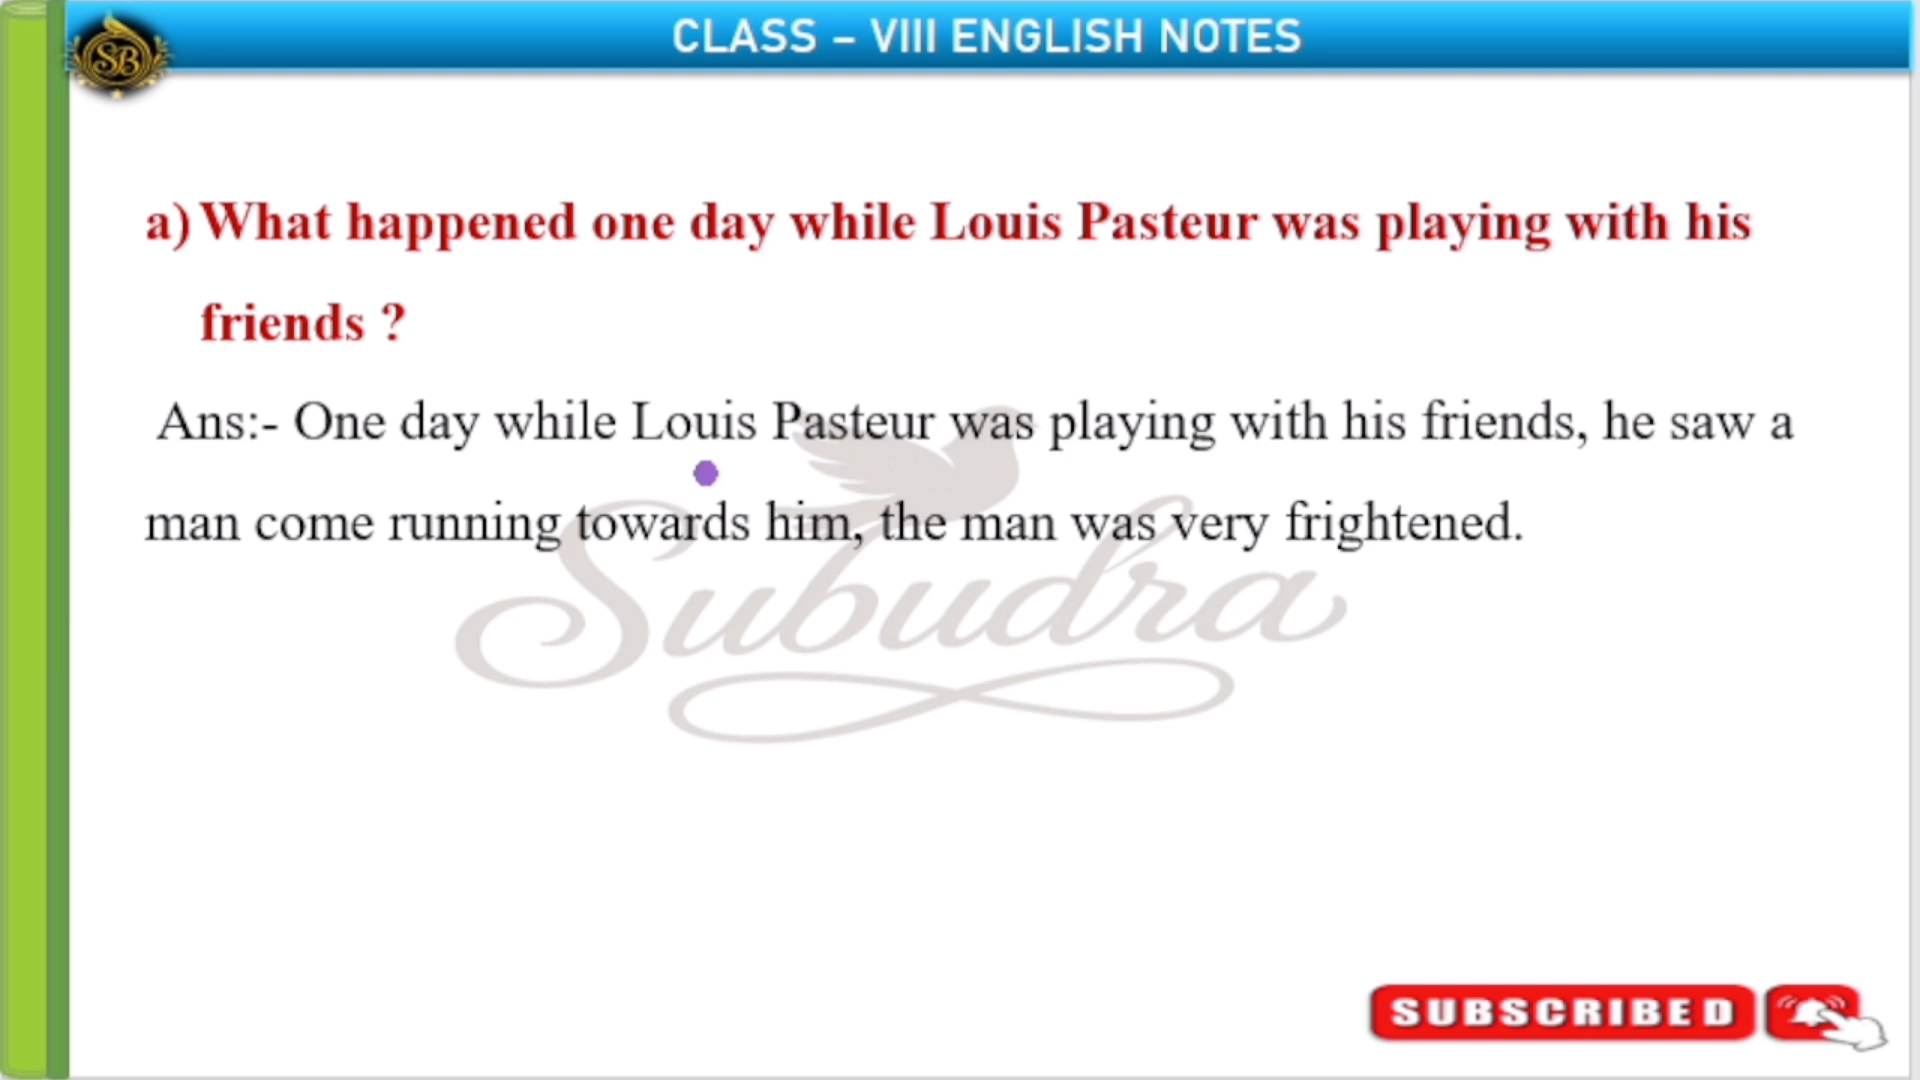 CLASS – VIII ENGLISH NOTES
SB
a) What happened one day while Louis Pasteur was playing with his
friends ?
Ans:- One day while Louis Pasteur was playing with his friends, he saw a
man come running towards him, the man was very frightened.
Subudra
SUBSCRIBED